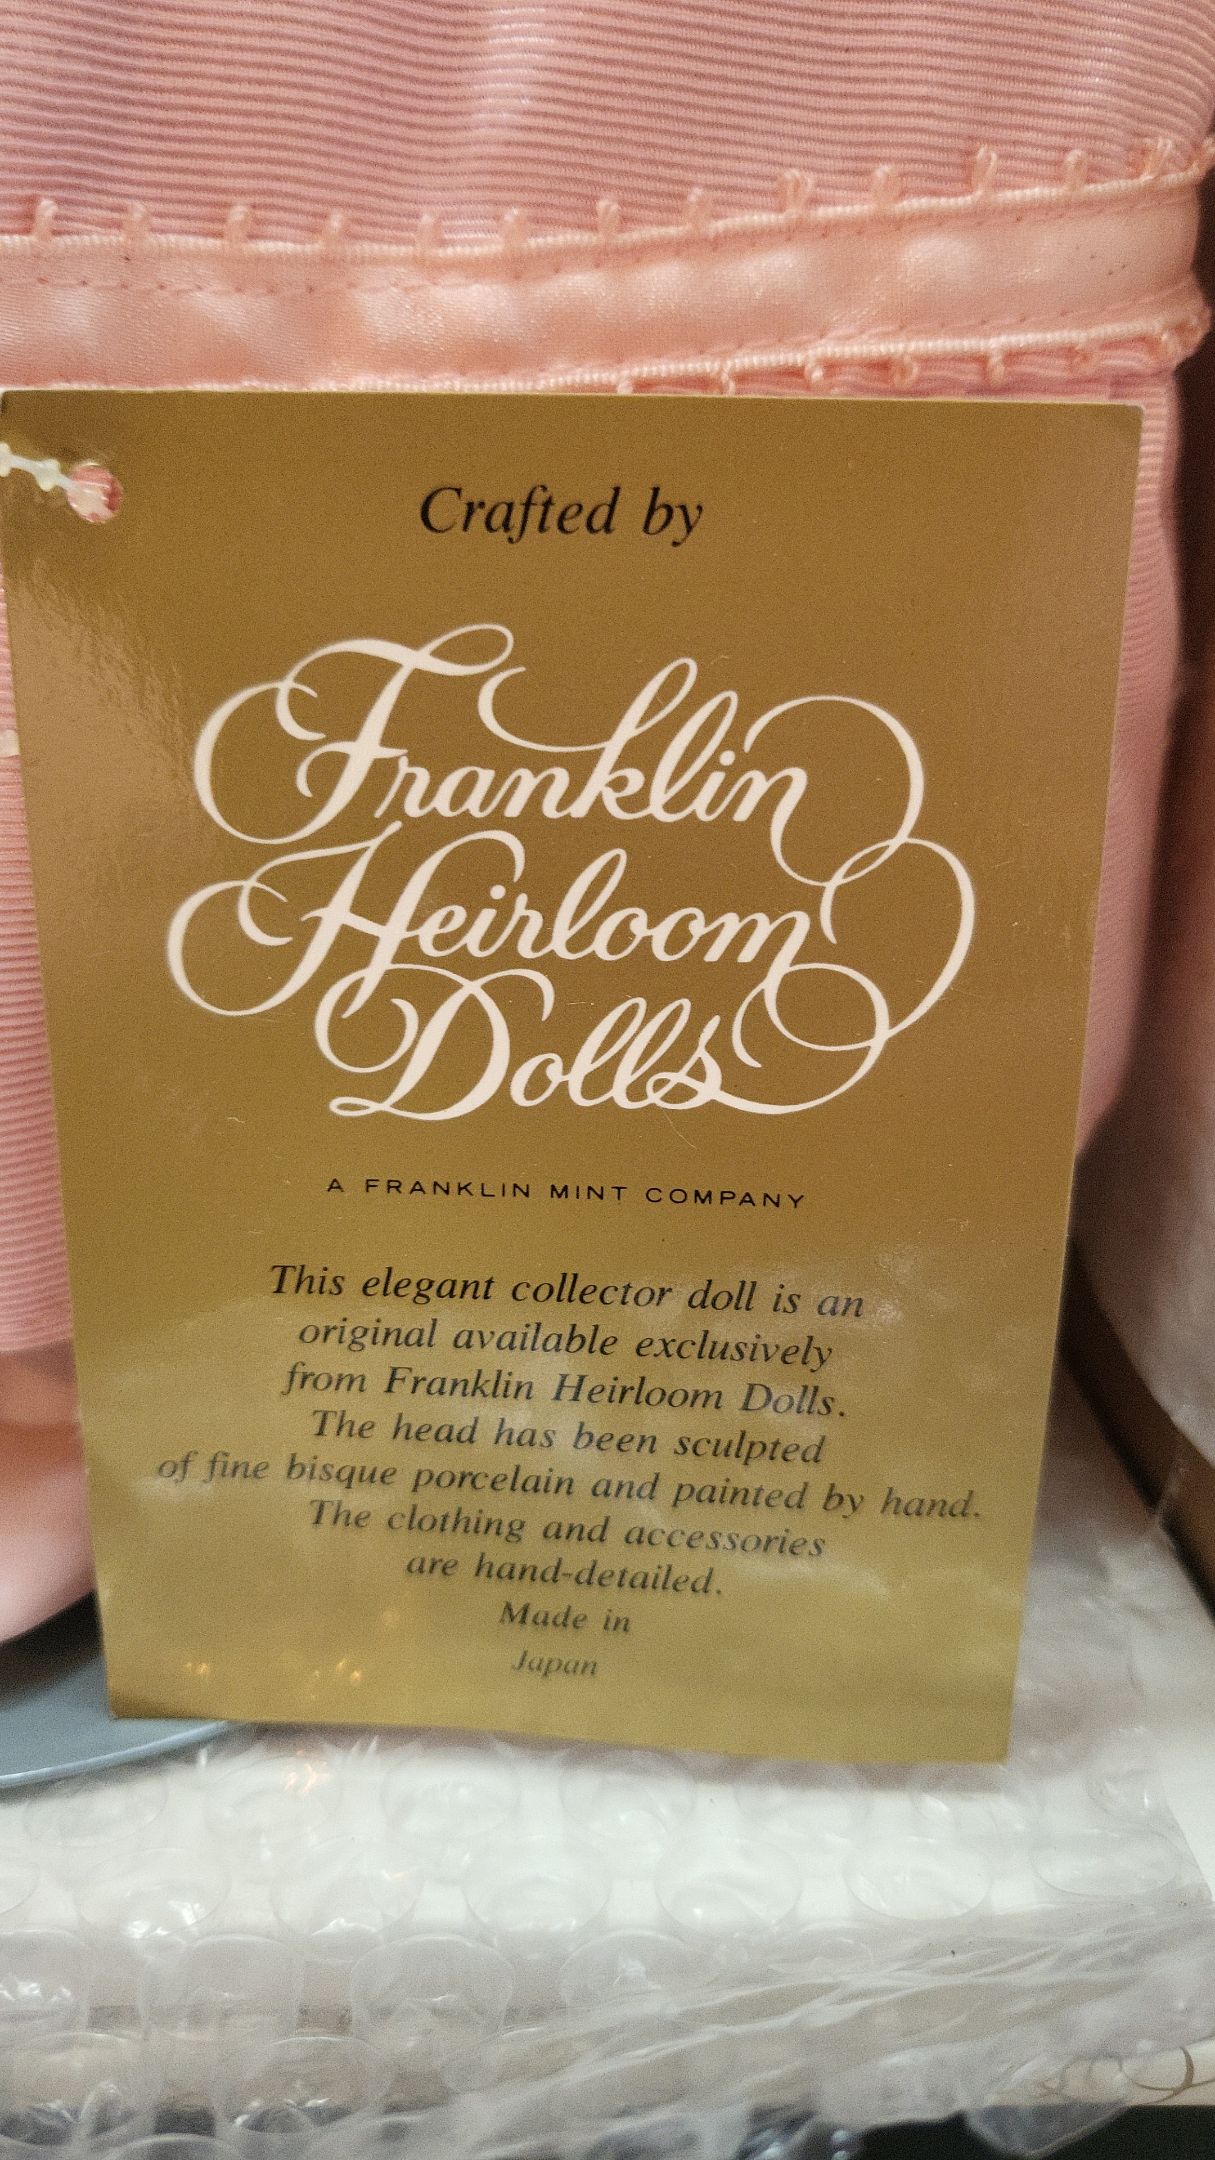 Crafted by
Franklin
Heirloom
Dolls
A FRANKLIN MINT COMPANY
This elegant collector doll is an
original available exclusively
from Franklin Heirloom Dolls.
The head has been sculpted
of fine bisque porcelain and painted by hand.
The clothing and accessories
are hand-detailed.
Made in
Japan